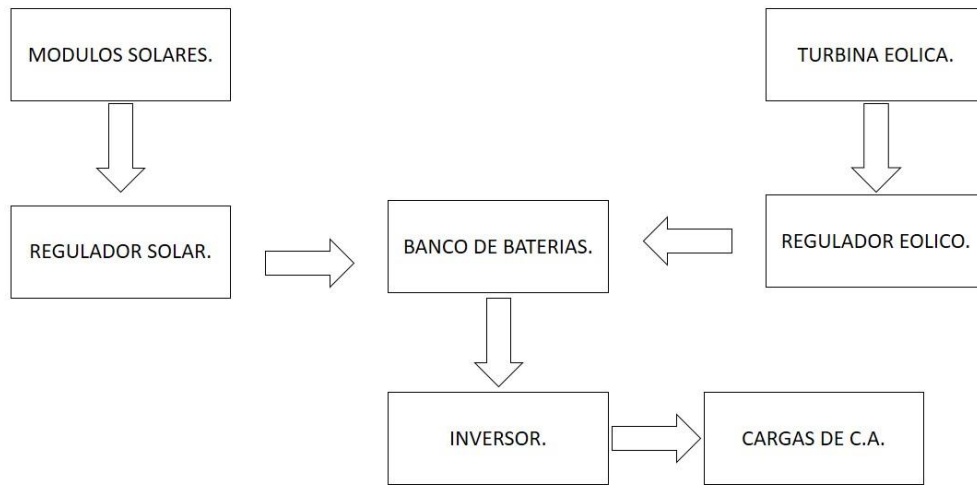 MODULOS SOLARES.
TURBINA EOLICA.
REGULADOR SOLAR.
BANCO DE BATERIAS.
REGULADOR EOLICO.
INVERSOR.
CARGAS DE C.A.